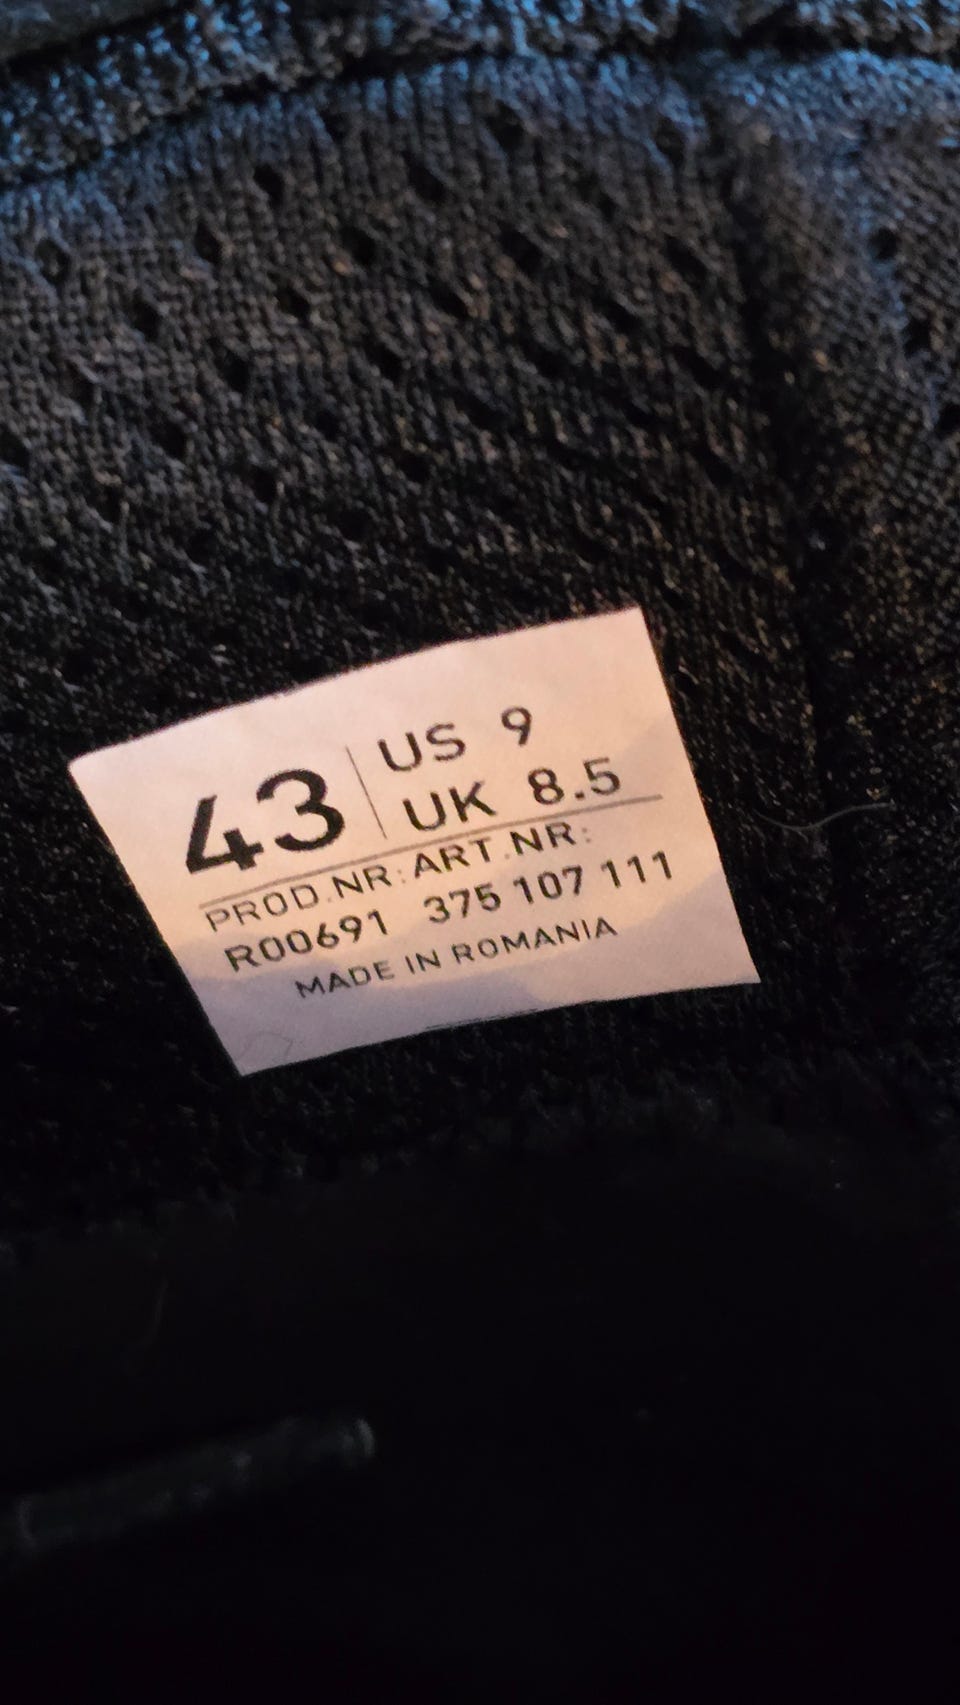 43
US 9
UK 8.5
PROD.NR: ART.NR:
R00691 375 107 111
MADE IN ROMANIA